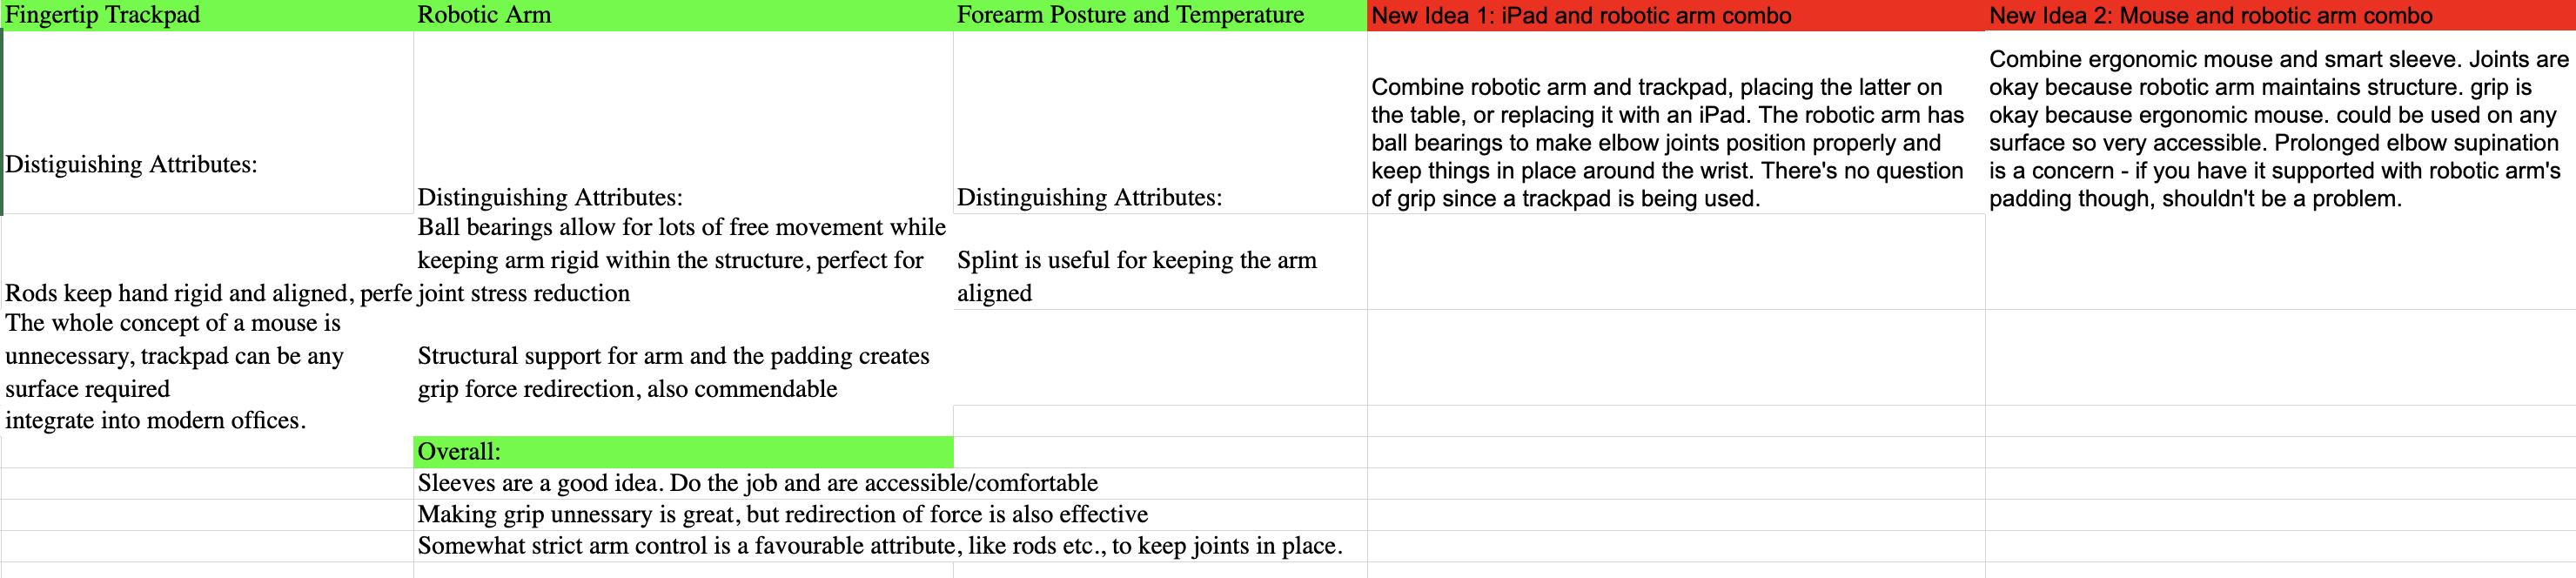 Fingertip Trackpad
Robotic Arm
Forearm Posture and Temperature
New Idea 1: iPad and robotic arm combo
New Idea 2: Mouse and robotic arm combo
Distiguishing Attributes:
Distinguishing Attributes:
Distinguishing Attributes:
Combine robotic arm and trackpad, placing the latter on
the table, or replacing it with an iPad. The robotic arm has
ball bearings to make elbow joints position properly and
keep things in place around the wrist. There's no question
of grip since a trackpad is being used.
Combine ergonomic mouse and smart sleeve. Joints are
okay because robotic arm maintains structure. grip is
okay because ergonomic mouse. could be used on any
surface so very accessible. Prolonged elbow supination
is a concern - if you have it supported with robotic arm's
padding though, shouldn't be a problem.
Rods keep hand rigid and aligned, perfe
Ball bearings allow for lots of free movement while
keeping arm rigid within the structure, perfect for
joint stress reduction
Splint is useful for keeping the arm
aligned
The whole concept of a mouse is
unnecessary, trackpad can be any
surface required
Structural support for arm and the padding creates
grip force redirection, also commendable
integrate into modern offices.
Overall:
Sleeves are a good idea. Do the job and are accessible/comfortable
Making grip unnessary is great, but redirection of force is also effective
Somewhat strict arm control is a favourable attribute, like rods etc., to keep joints in place.